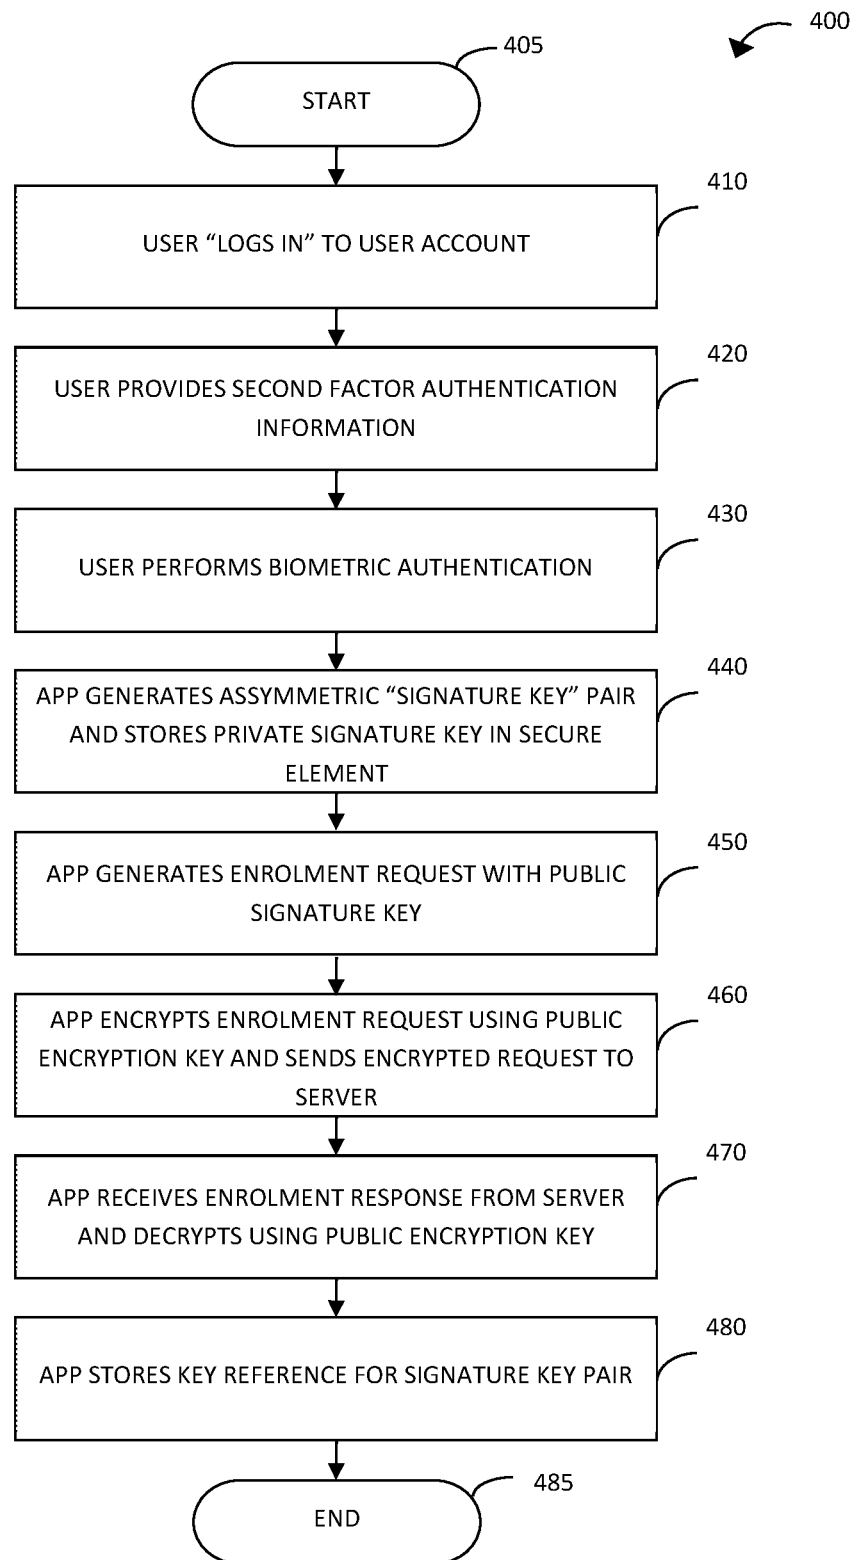 400
405
START
410
USER “LOGS IN” TO USER ACCOUNT
420
USER PROVIDES SECOND FACTOR AUTHENTICATION
INFORMATION
430
USER PERFORMS BIOMETRIC AUTHENTICATION
440
APP GENERATES ASSYMMETRIC “SIGNATURE KEY” PAIR
AND STORES PRIVATE SIGNATURE KEY IN SECURE
ELEMENT
450
APP GENERATES ENROLMENT REQUEST WITH PUBLIC
SIGNATURE KEY
460
APP ENCRYPTS ENROLMENT REQUEST USING PUBLIC
ENCRYPTION KEY AND SENDS ENCRYPTED REQUEST TO
SERVER
470
APP RECEIVES ENROLMENT RESPONSE FROM SERVER
AND DECRYPTS USING PUBLIC ENCRYPTION KEY
480
APP STORES KEY REFERENCE FOR SIGNATURE KEY PAIR
485
END